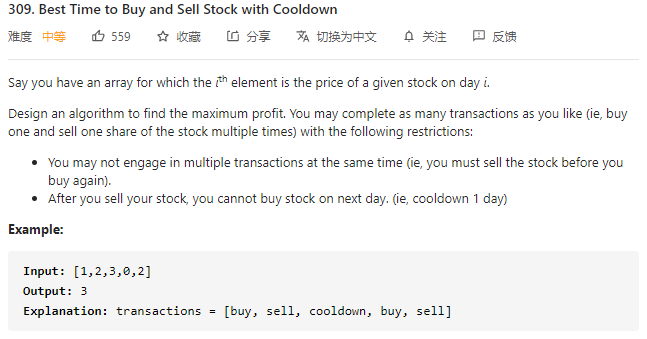 309. Best Time to Buy and Sell Stock with Cooldown
难度 中等 559 收藏 分享 切换为中文 关注 反馈
Say you have an array for which the ith element is the price of a given stock on day i.
Design an algorithm to find the maximum profit. You may complete as many transactions as you like (ie, buy
one and sell one share of the stock multiple times) with the following restrictions:
• You may not engage in multiple transactions at the same time (ie, you must sell the stock before you
buy again).
• After you sell your stock, you cannot buy stock on next day. (ie, cooldown 1 day)
Example:
Input: [1,2,3,0,2]
Output: 3
Explanation: transactions = [buy, sell, cooldown, buy, sell]